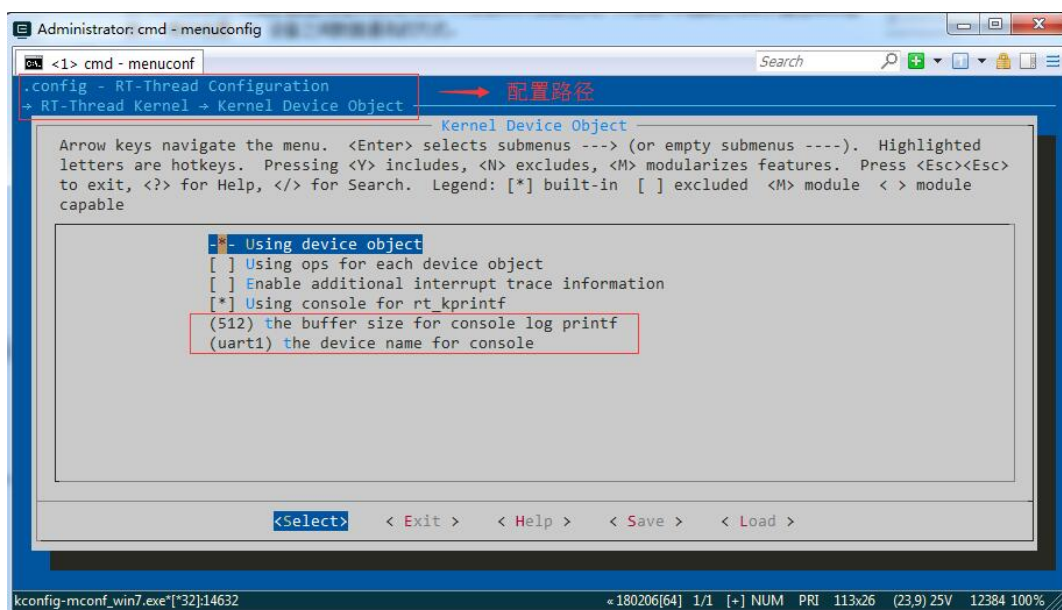 Administrator: cmd - menuconfig
<1> cmd - menuconf
Search
.config - RT-Thread Configuration
→ RT-Thread Kernel → Kernel Device Object
配置路径
Kernel Device Object
Arrow keys navigate the menu. <Enter> selects submenus ---> (or empty submenus ----). Highlighted
letters are hotkeys. Pressing <Y> includes, <N> excludes, <M> modularizes features. Press <Esc><Esc>
to exit, <?> for Help, </> for Search. Legend: [*] built-in [ ] excluded <M> module < > module
capable
-*- Using device object
[ ] Using ops for each device object
[ ] Enable additional interrupt trace information
[*] Using console for rt_kprintf
(512) the buffer size for console log printf
(uart1) the device name for console
<Select> < Exit > < Help > < Save > < Load >
kconfig-mconf_win7.exe*[*32]:14632 « 180206[64] 1/1 [+] NUM PRI 113x26 (23,9) 25V 12384 100%